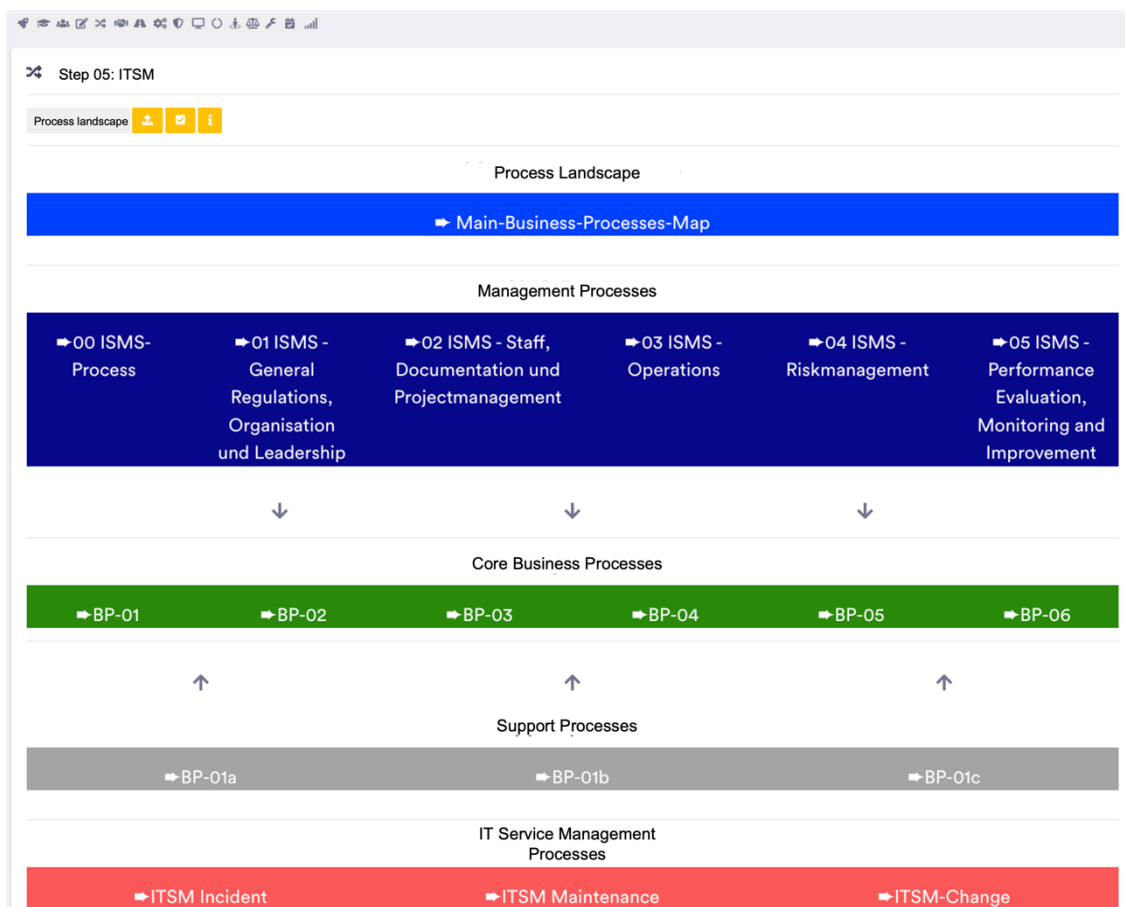 Step 05: ITSM
Process landscape
Process Landscape
Main-Business-Processes-Map
Management Processes
00 ISMS-
Process
01 ISMS -
General
Regulations,
Organisation
und Leadership
02 ISMS - Staff,
Documentation und
Projectmanagement
03 ISMS -
Operations
04 ISMS -
Riskmanagement
05 ISMS -
Performance
Evaluation,
Monitoring and
Improvement
Core Business Processes
BP-01
BP-02
BP-03
BP-04
BP-05
BP-06
Support Processes
BP-01a
BP-01b
BP-01c
IT Service Management
Processes
ITSM Incident
ITSM Maintenance
ITSM-Change